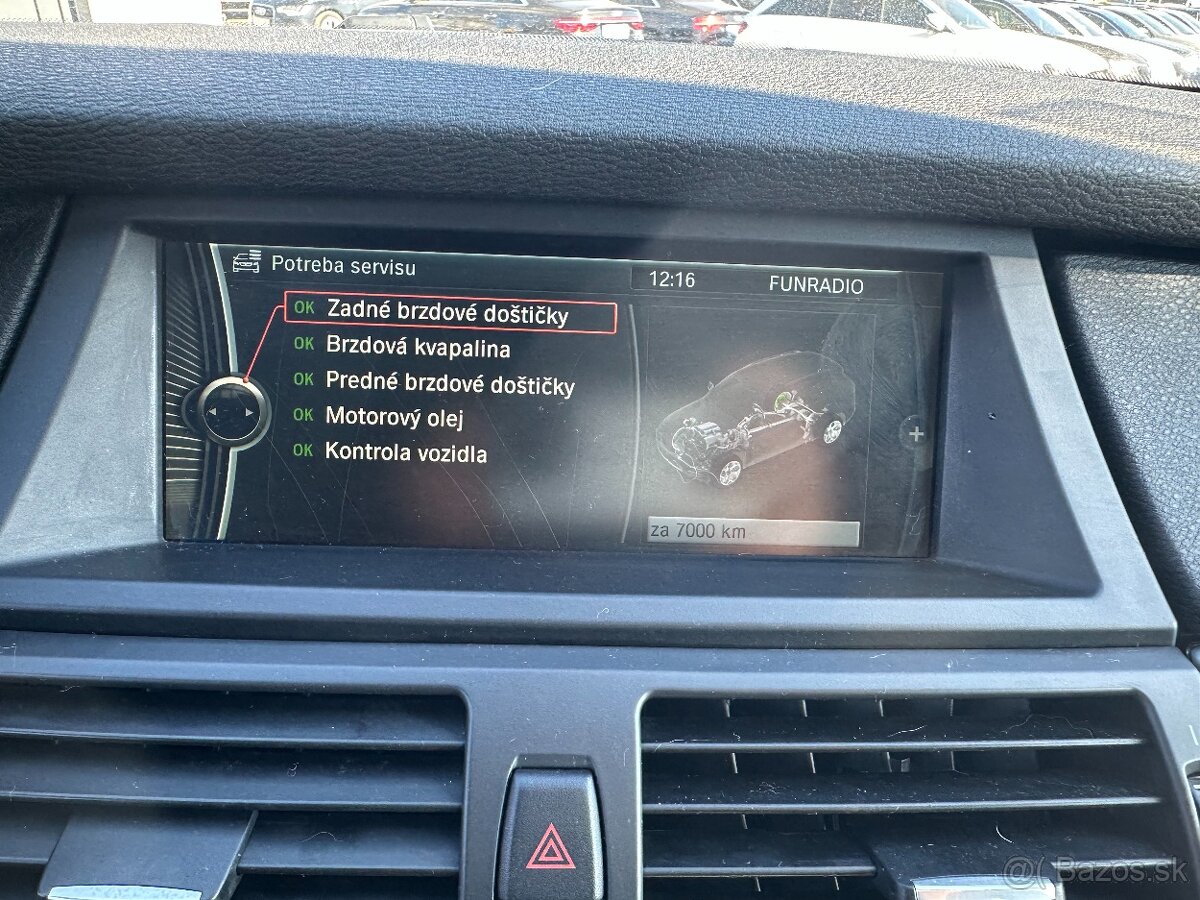 Potreba servisu
12:16
FUNRADIO
OK Zadné brzdové doštičky
OK Brzdová kvapalina
OK Predné brzdové doštičky
OK Motorový olej
OK Kontrola vozidla
+
za 7000 km
@( Bazos.sk